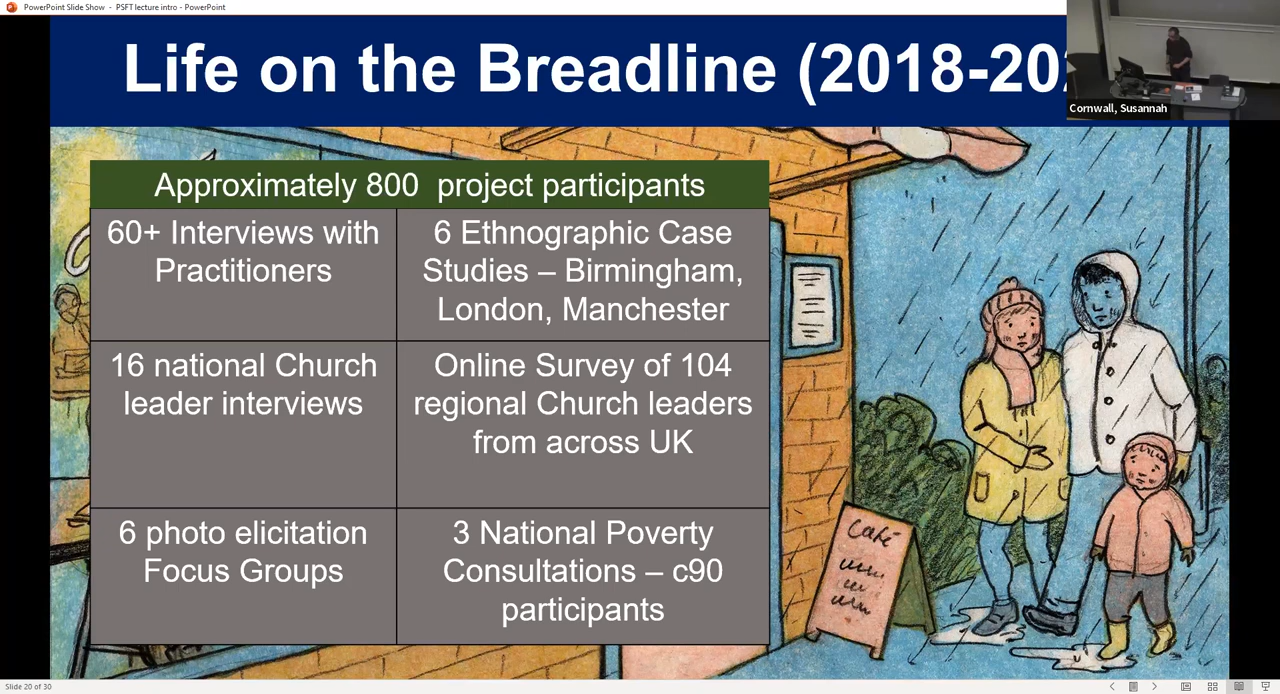 PowerPoint Slide Show - PSFT lecture intro - PowerPoint
Life on the Breadline (2018-20
Cornwall, Susannah
Approximately 800 project participants
60+ Interviews with
Practitioners
6 Ethnographic Case
Studies – Birmingham,
London, Manchester
16 national Church
leader interviews
Online Survey of 104
regional Church leaders
from across UK
6 photo elicitation
Focus Groups
3 National Poverty
Consultations – c90
participants
Café
Slide 20 of 30